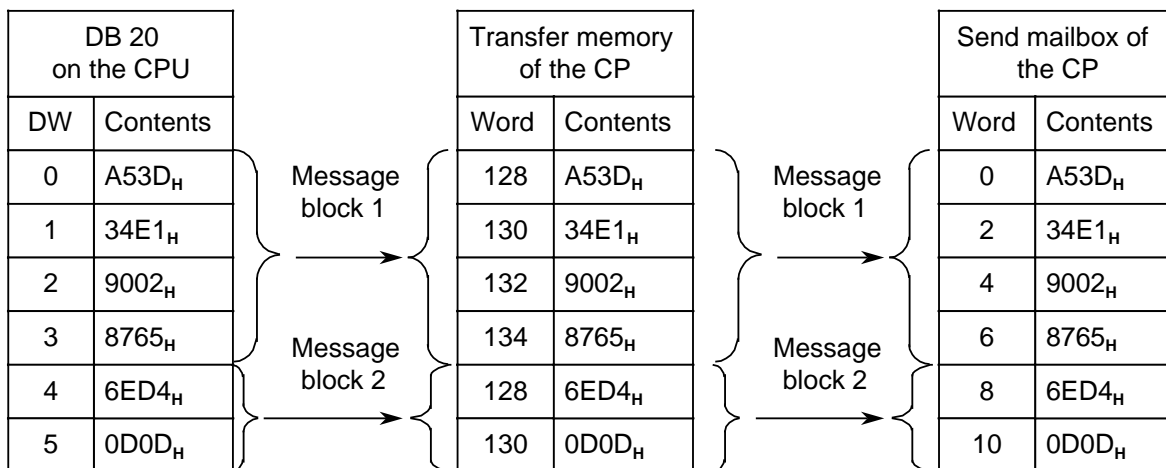 DB 20
on the CPU
Transfer memory
of the CP
Send mailbox of
the CP
DW Contents
Word Contents
Word Contents
0 A53DH
Message
block 1
128 A53DH
Message
block 1
0 A53DH
1 34E1H
130 34E1H
2 34E1H
2 9002H
132 9002H
4 9002H
3 8765H
Message
block 2
134 8765H
Message
block 2
6 8765H
4 6ED4H
128 6ED4H
8 6ED4H
5 0D0DH
130 0D0DH
10 0D0DH